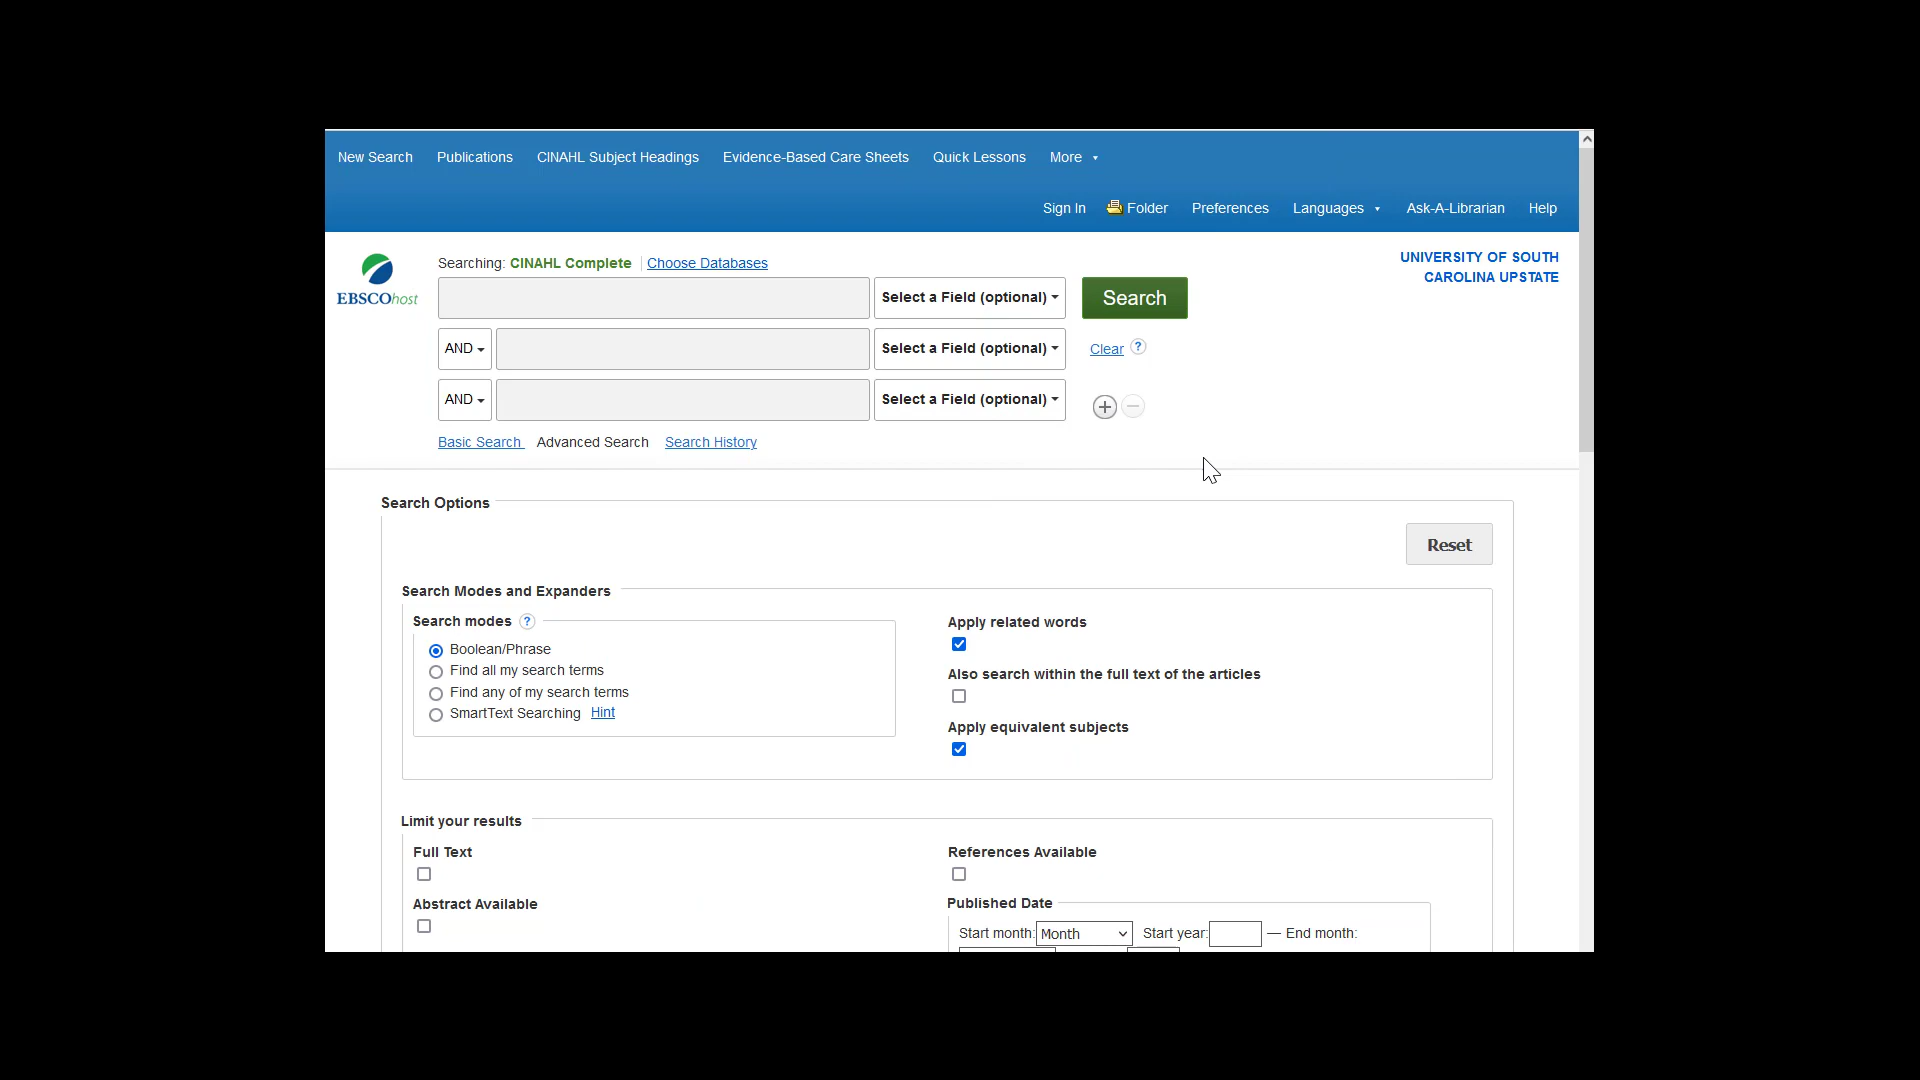 New Search Publications CINAHL Subject Headings Evidence-Based Care Sheets Quick Lessons More
Sign In Folder Preferences Languages Ask-A-Librarian Help
EBSCOhost
Searching: CINAHL Complete Choose Databases
UNIVERSITY OF SOUTH
CAROLINA UPSTATE
Select a Field (optional) Search
AND Select a Field (optional) Clear ?
AND Select a Field (optional)
Basic Search Advanced Search Search History
Search Options
Reset
Search Modes and Expanders
Search modes ?
Boolean/Phrase
Find all my search terms
Find any of my search terms
SmartText Searching Hint
Apply related words
Also search within the full text of the articles
Apply equivalent subjects
Limit your results
Full Text
Abstract Available
References Available
Published Date
Start month: Month Start year: — End month: